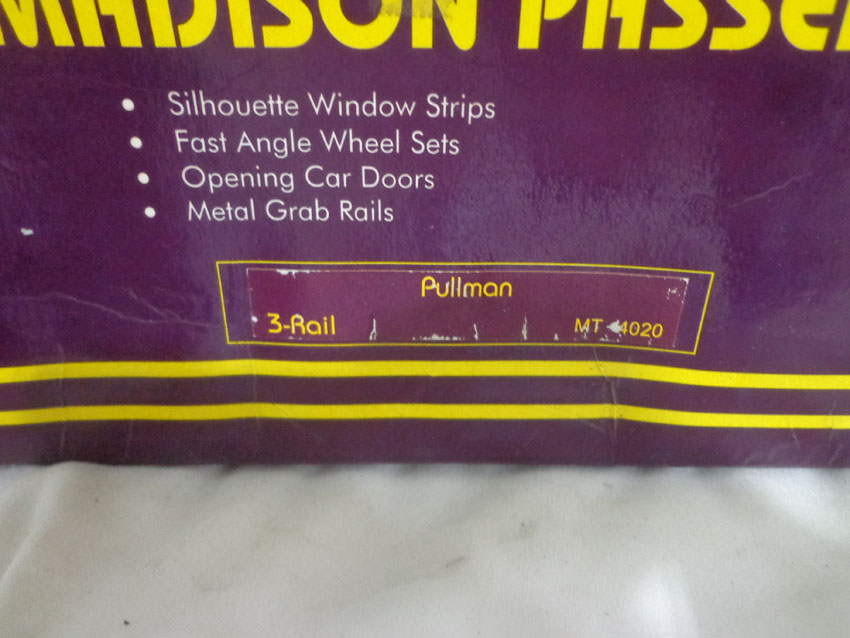 MADISON PASSE
• Silhouette Window Strips
• Fast Angle Wheel Sets
• Opening Car Doors
• Metal Grab Rails
Pullman
3-Rail MT-4020